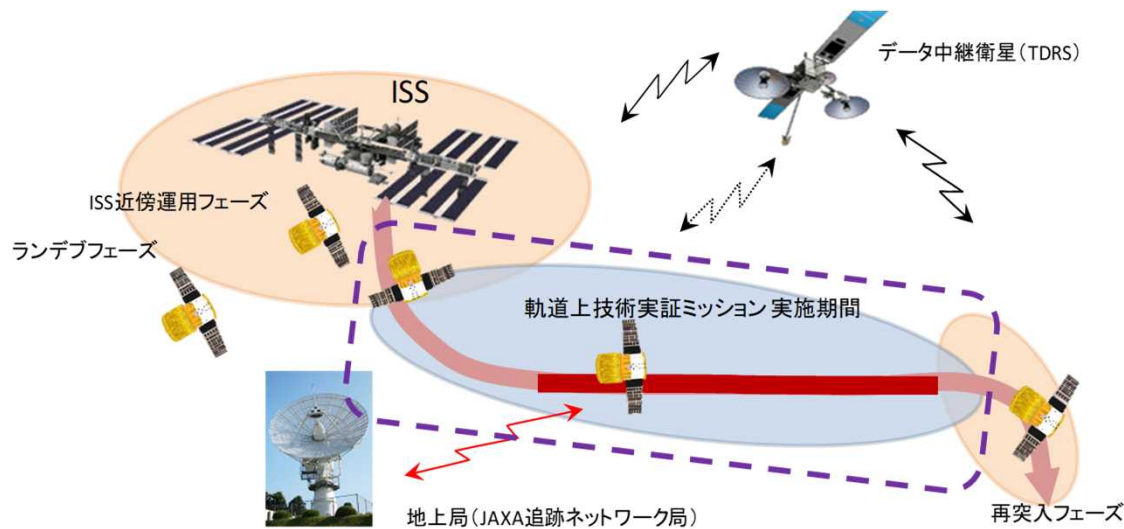 ISS
データ中継衛星(TDRS)
ISS近傍運用フェーズ
ランデブフェーズ
軌道上技術実証ミッション 実施期間
地上局(JAXA追跡ネットワーク局)
再突入フェーズ